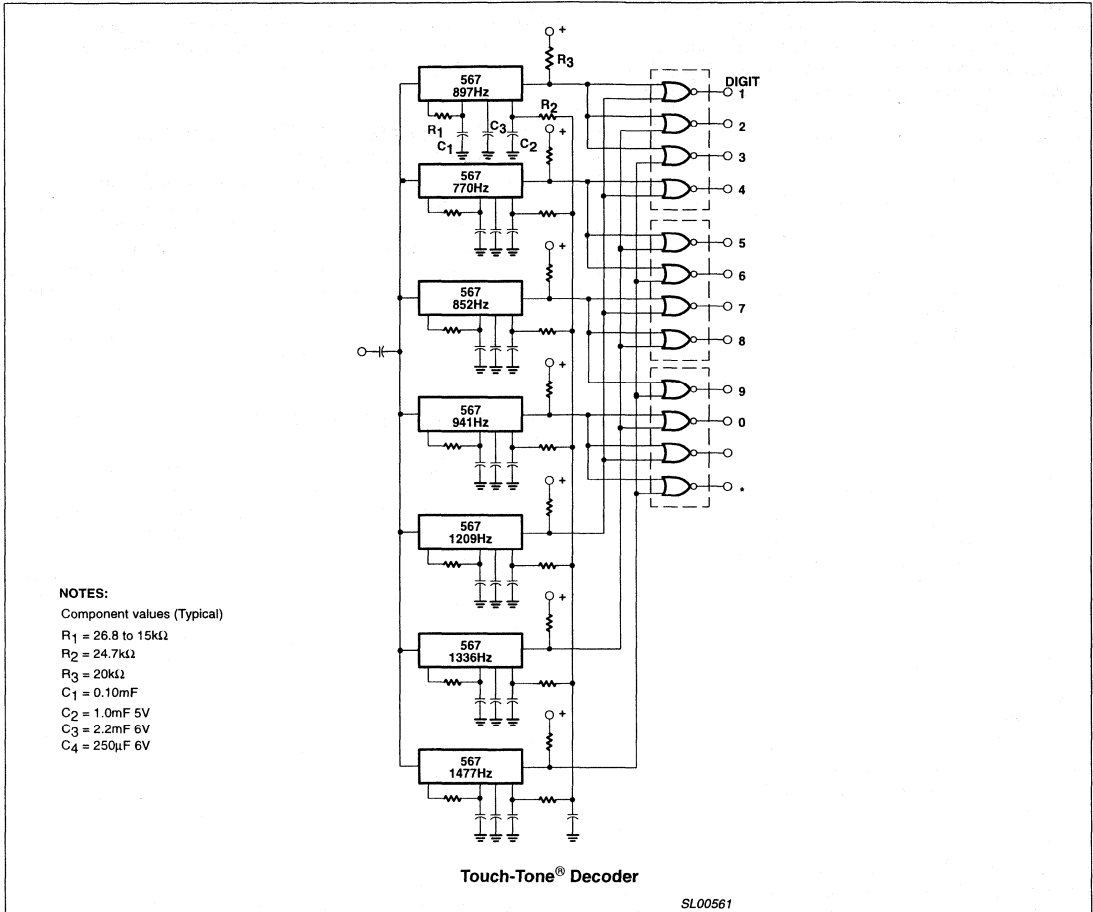 +
R3
567
897Hz
DIGIT
1
R2
R1
C1
C3
C2
+
2
3
567
770Hz
4
+
5
6
567
852Hz
7
8
+
9
567
941Hz
0
*
+
567
1209Hz
+
567
1336Hz
+
567
1477Hz
NOTES:
Component values (Typical)
R1 = 26.8 to 15kΩ
R2 = 24.7kΩ
R3 = 20kΩ
C1 = 0.10mF
C2 = 1.0mF 5V
C3 = 2.2mF 6V
C4 = 250μF 6V
Touch-Tone® Decoder
SL00561